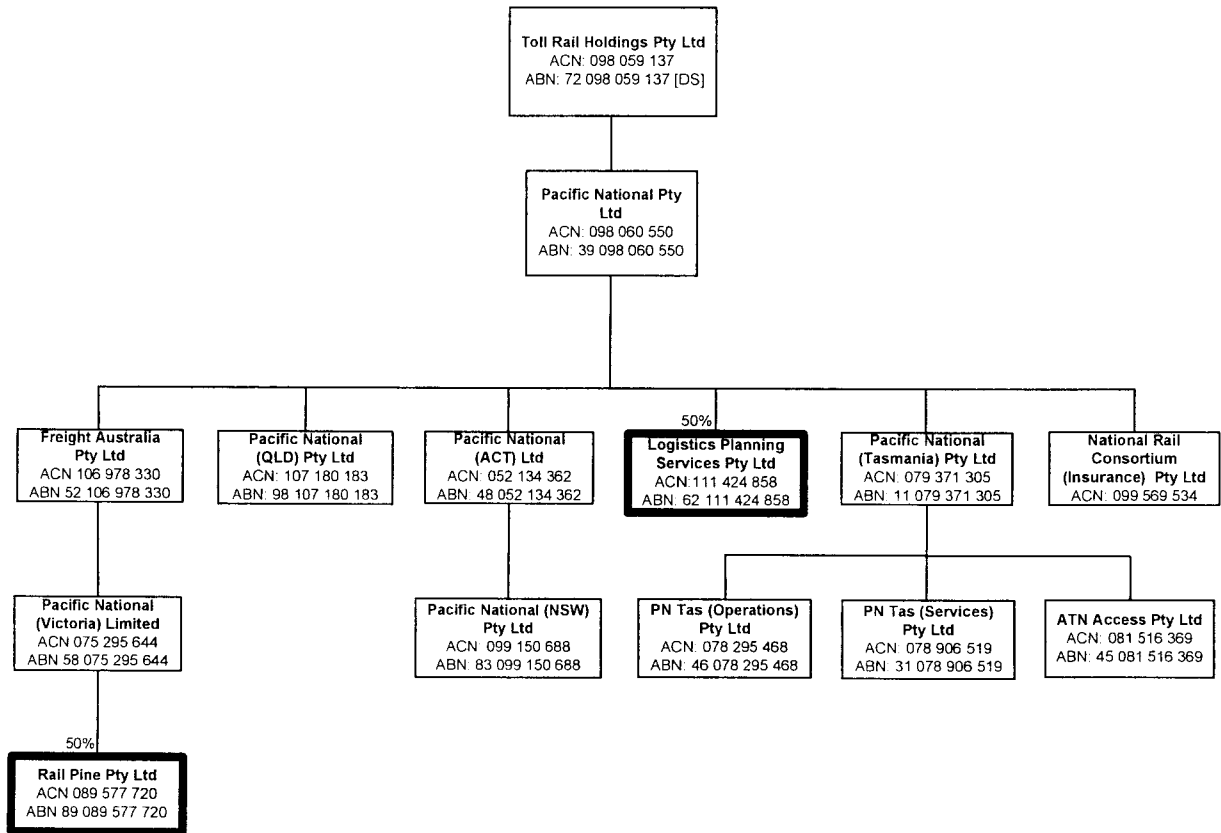 Toll Rail Holdings Pty Ltd
ACN: 098 059 137
ABN: 72 098 059 137 [DS]
Pacific National Pty
Ltd
ACN: 098 060 550
ABN: 39 098 060 550
Freight Australia
Pty Ltd
ACN 106 978 330
ABN 52 106 978 330
Pacific National
(QLD) Pty Ltd
ACN: 107 180 183
ABN: 98 107 180 183
Pacific National
(ACT) Ltd
ACN: 052 134 362
ABN: 48 052 134 362
50%
Logistics Planning
Services Pty Ltd
ACN:111 424 858
ABN: 62 111 424 858
Pacific National
(Tasmania) Pty Ltd
ACN: 079 371 305
ABN: 11 079 371 305
National Rail
Consortium
(Insurance) Pty Ltd
ACN: 099 569 534
Pacific National
(Victoria) Limited
ACN 075 295 644
ABN 58 075 295 644
Pacific National (NSW)
Pty Ltd
ACN: 099 150 688
ABN: 83 099 150 688
PN Tas (Operations)
Pty Ltd
ACN: 078 295 468
ABN: 46 078 295 468
PN Tas (Services)
Pty Ltd
ACN: 078 906 519
ABN: 31 078 906 519
ATN Access Pty Ltd
ACN: 081 516 369
ABN: 45 081 516 369
50%
Rail Pine Pty Ltd
ACN 089 577 720
ABN 89 089 577 720